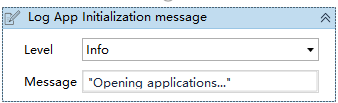 Log App Initialization message
Level Info
Message "Opening applications..."